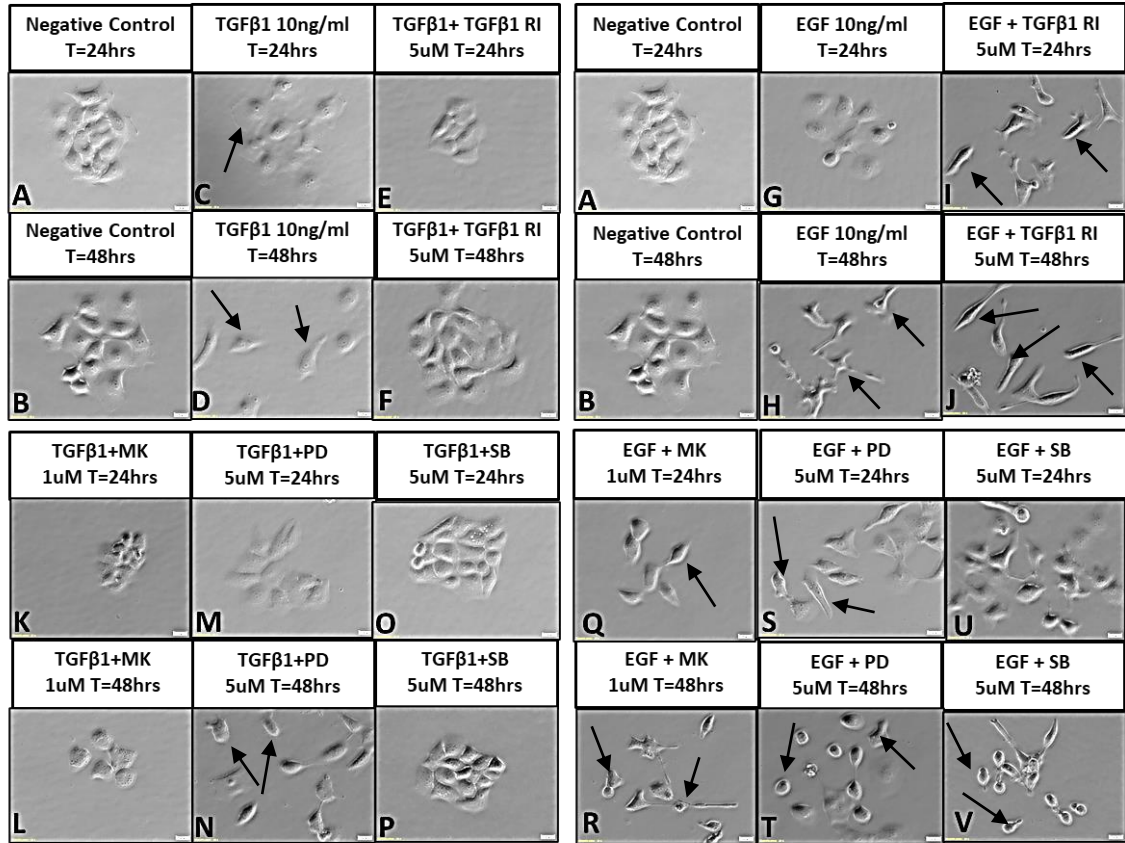 Negative Control
T=24hrs
TGFβ1 10ng/ml
T=24hrs
TGFβ1+ TGFβ1 RI
5uM T=24hrs
Negative Control
T=24hrs
EGF 10ng/ml
T=24hrs
EGF + TGFβ1 RI
5uM T=24hrs
A
C
E
A
G
I
Negative Control
T=48hrs
TGFβ1 10ng/ml
T=48hrs
TGFβ1+ TGFβ1 RI
5uM T=48hrs
Negative Control
T=48hrs
EGF 10ng/ml
T=48hrs
EGF + TGFβ1 RI
5uM T=48hrs
B
D
F
B
H
J
TGFβ1+MK
1uM T=24hrs
TGFβ1+PD
5uM T=24hrs
TGFβ1+SB
5uM T=24hrs
EGF + MK
1uM T=24hrs
EGF + PD
5uM T=24hrs
EGF + SB
5uM T=24hrs
K
M
O
Q
S
U
TGFβ1+MK
1uM T=48hrs
TGFβ1+PD
5uM T=48hrs
TGFβ1+SB
5uM T=48hrs
EGF + MK
1uM T=48hrs
EGF + PD
5uM T=48hrs
EGF + SB
5uM T=48hrs
L
N
P
R
T
V